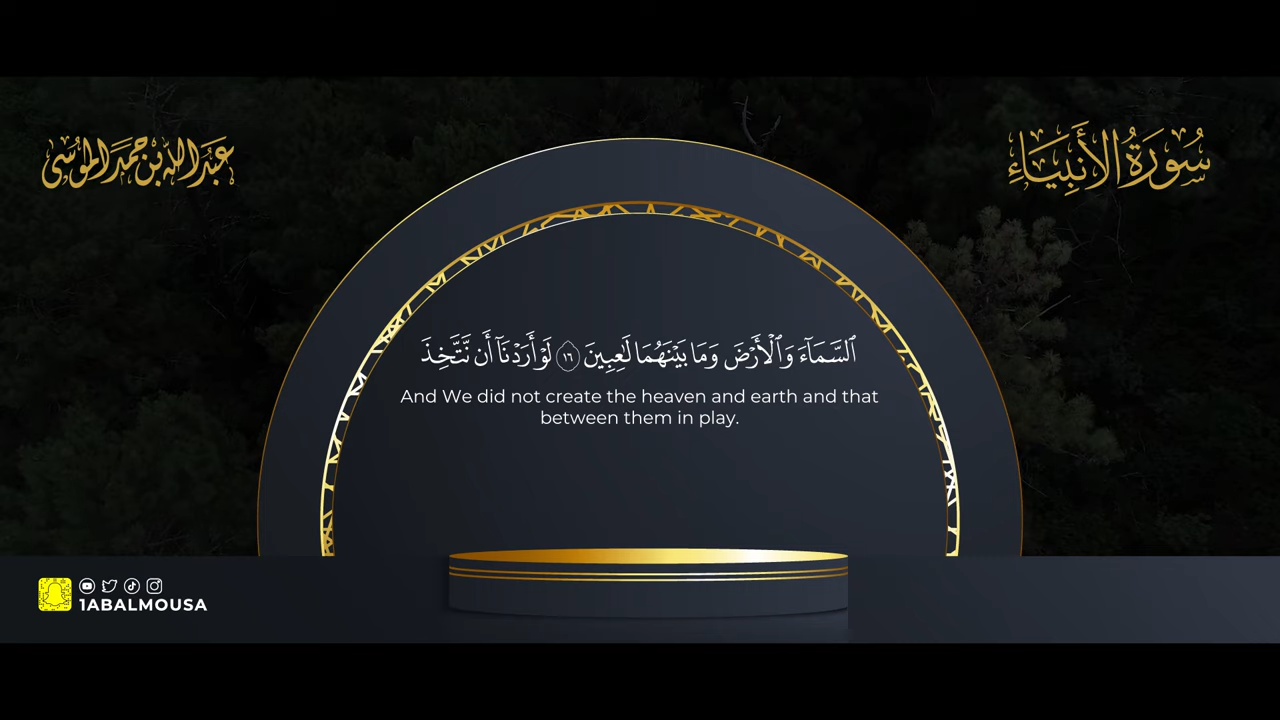 عبدالله بن حمد الموسى
سُورَةُ الأَنبِيَاءِ
ٱلسَّمَآءَ وَٱلْأَرْضَ وَمَا بَيْنَهُمَا لَٰعِبِينَ ١٦ لَوْ أَرَدْنَآ أَن نَّتَّخِذَ
And We did not create the heaven and earth and that
between them in play.
1ABALMOUSA